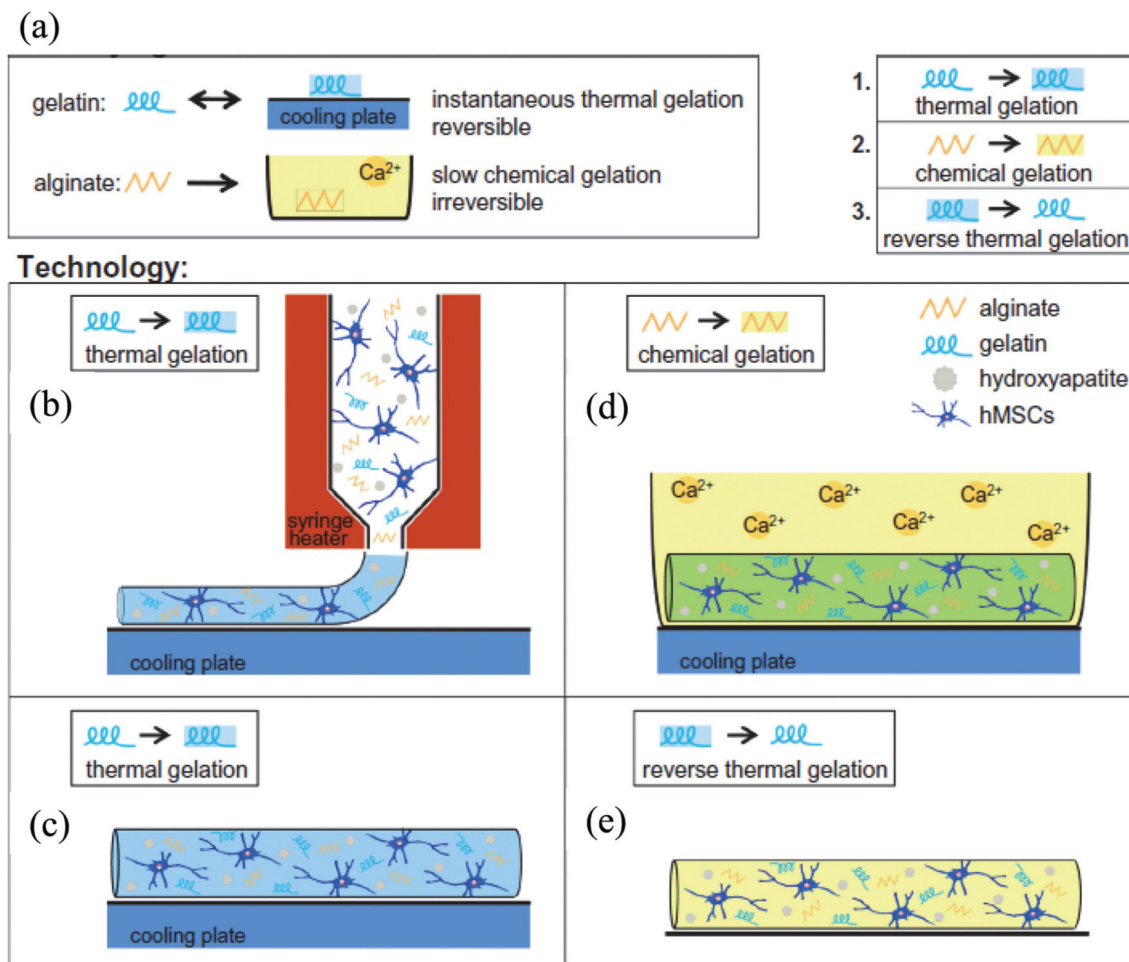 (a)
gelatin:
cooling plate
instantaneous thermal gelation
reversible
alginate:
Ca2+
slow chemical gelation
irreversible
1.
thermal gelation
2.
chemical gelation
3.
reverse thermal gelation
Technology:
thermal gelation
(b)
syringe
heater
cooling plate
chemical gelation
alginate
gelatin
hydroxyapatite
hMSCs
(d)
Ca2+
Ca2+
Ca2+
Ca2+
Ca2+
Ca2+
cooling plate
thermal gelation
(c)
cooling plate
reverse thermal gelation
(e)